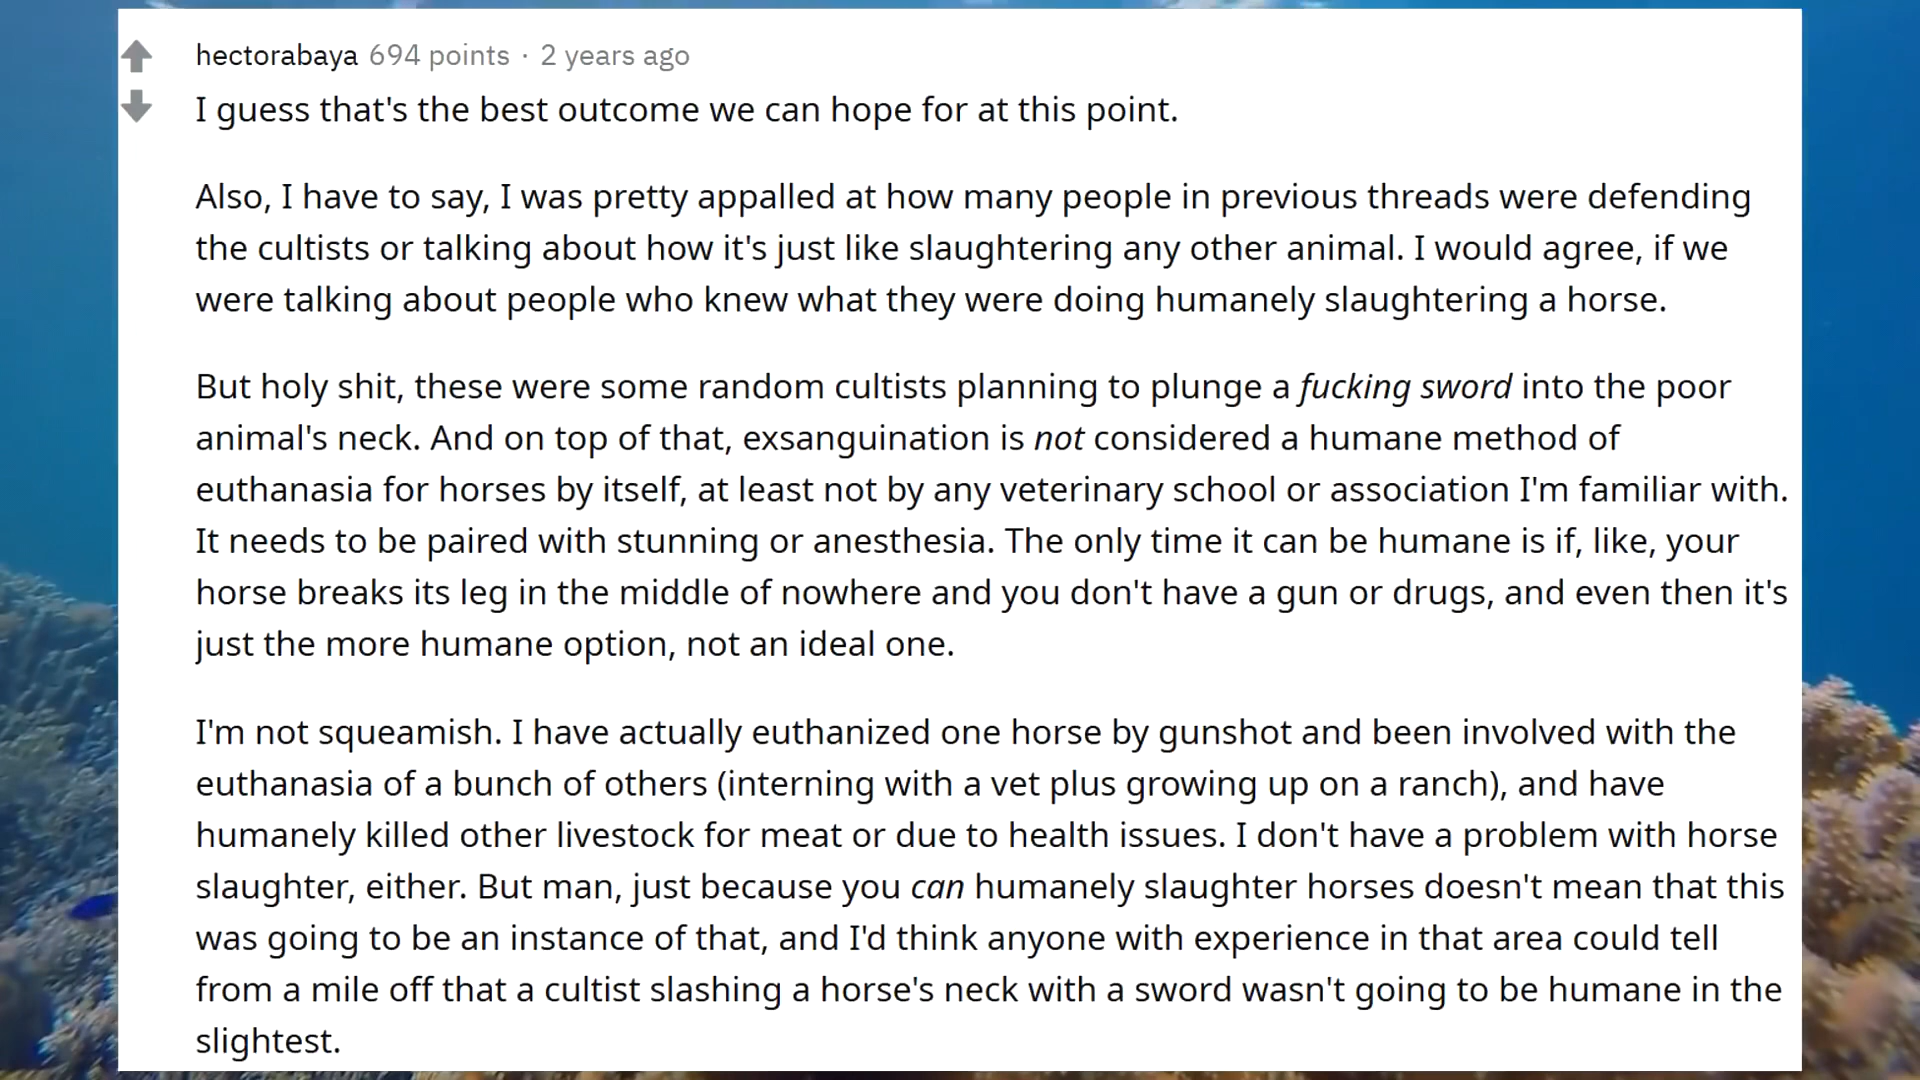 hectorabaya 694 points · 2 years ago
I guess that's the best outcome we can hope for at this point.
Also, I have to say, I was pretty appalled at how many people in previous threads were defending
the cultists or talking about how it's just like slaughtering any other animal. I would agree, if we
were talking about people who knew what they were doing humanely slaughtering a horse.
But holy shit, these were some random cultists planning to plunge a fucking sword into the poor
animal's neck. And on top of that, exsanguination is not considered a humane method of
euthanasia for horses by itself, at least not by any veterinary school or association I'm familiar with.
It needs to be paired with stunning or anesthesia. The only time it can be humane is if, like, your
horse breaks its leg in the middle of nowhere and you don't have a gun or drugs, and even then it's
just the more humane option, not an ideal one.
I'm not squeamish. I have actually euthanized one horse by gunshot and been involved with the
euthanasia of a bunch of others (interning with a vet plus growing up on a ranch), and have
humanely killed other livestock for meat or due to health issues. I don't have a problem with horse
slaughter, either. But man, just because you can humanely slaughter horses doesn't mean that this
was going to be an instance of that, and I'd think anyone with experience in that area could tell
from a mile off that a cultist slashing a horse's neck with a sword wasn't going to be humane in the
slightest.